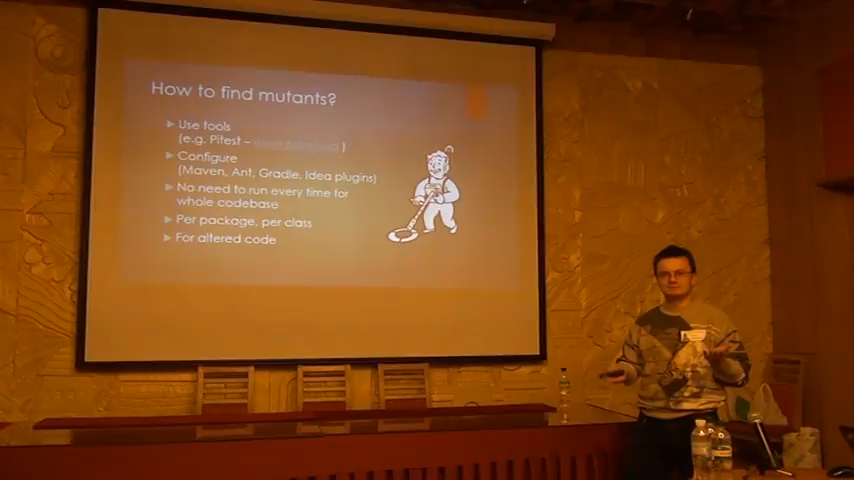 How to find mutants?
▶ Use tools
(e.g. Pitest – )
▶ Configure
(Maven, Ant, Gradle, Idea plugins)
▶ No need to run every time for
whole codebase
▶ Per package, per class
▶ For altered code